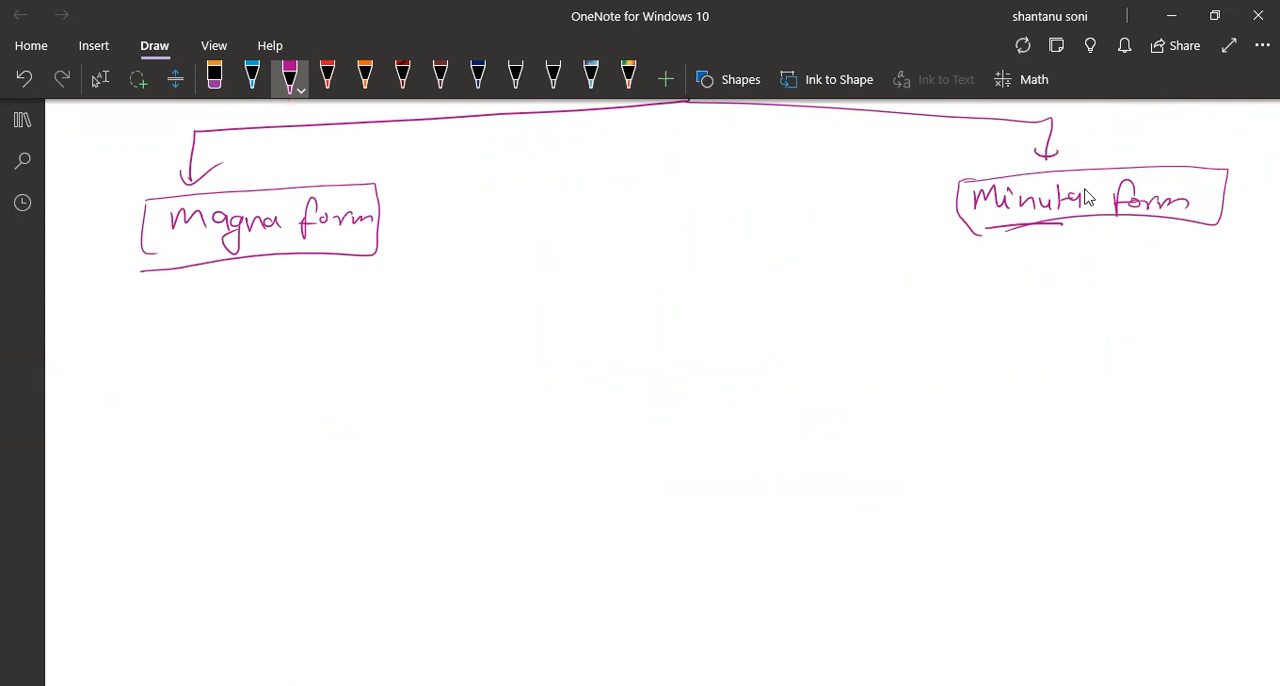 OneNote for Windows 10
shantanu soni
Home Insert Draw View Help
Share
Shapes Ink to Shape Ink to Text Math
Magna form
Minuta form